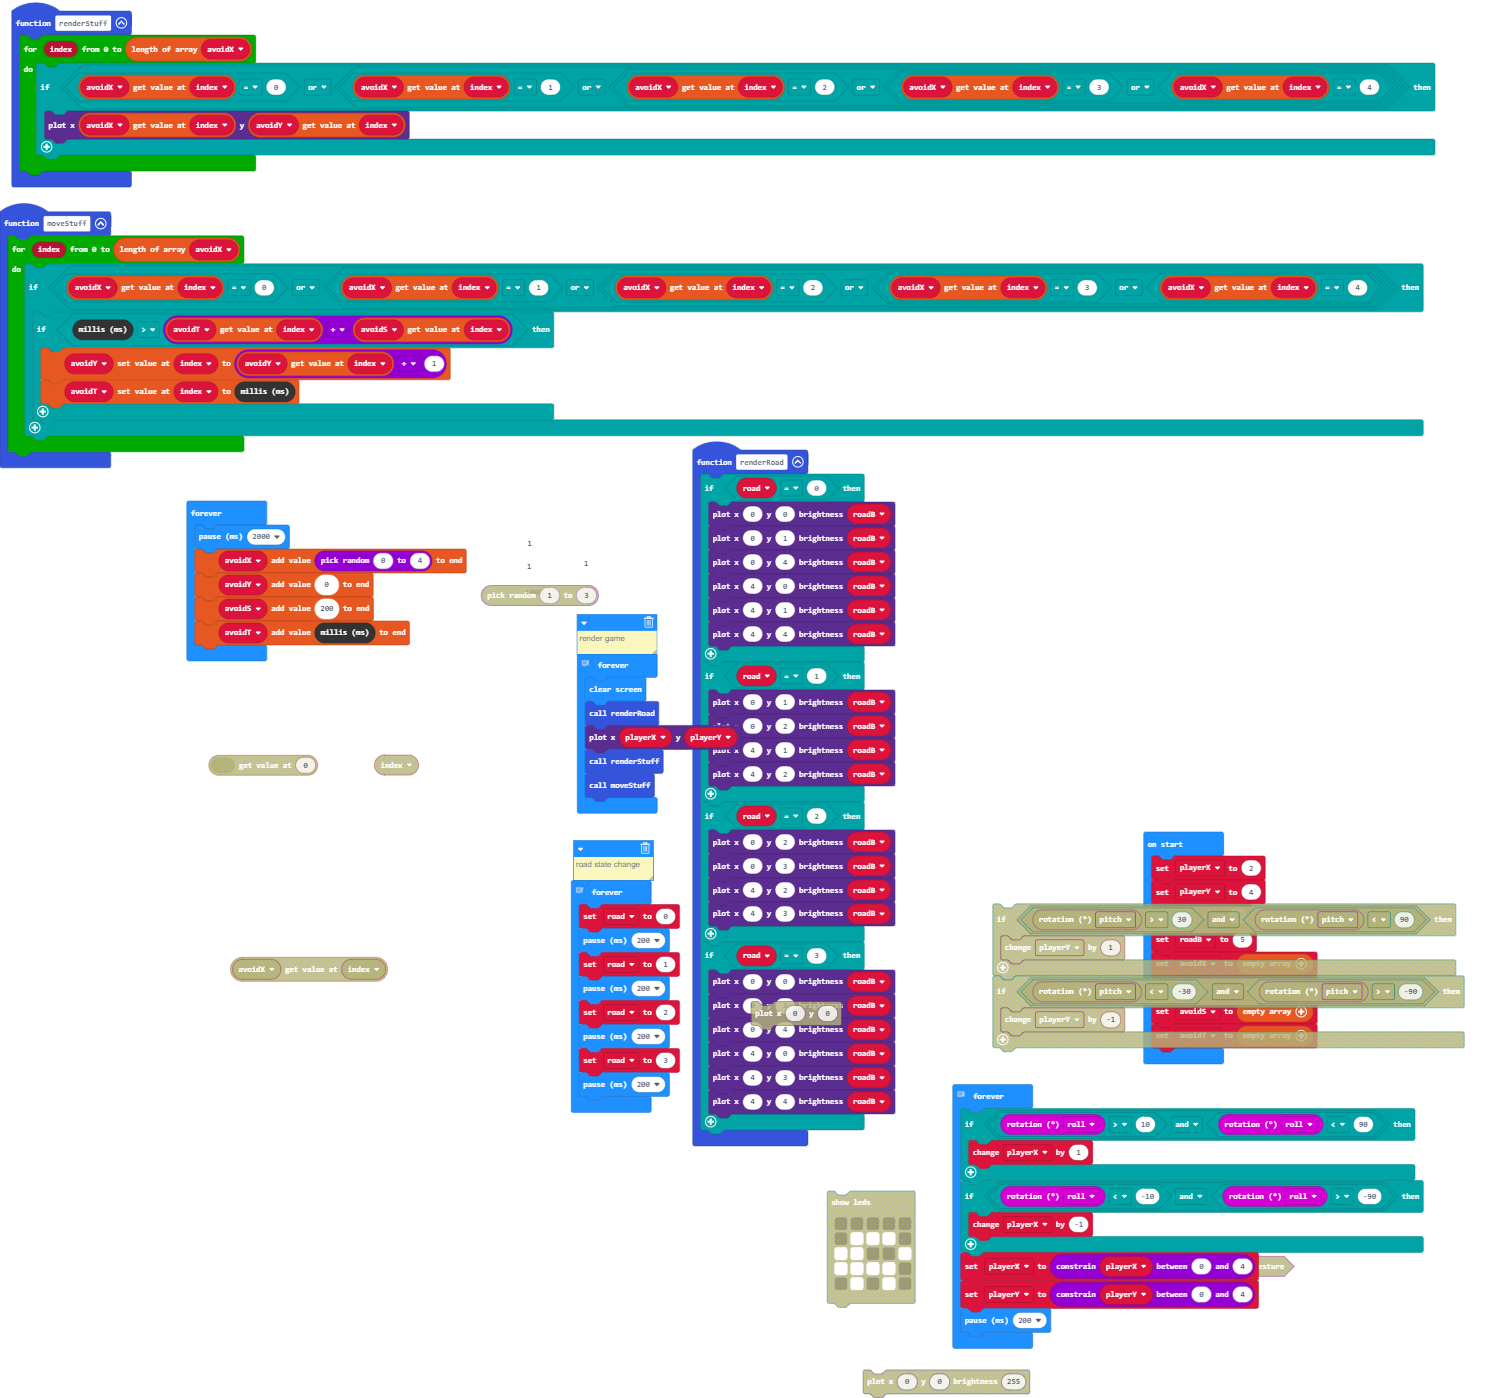 function renderStuff
for index from 0 to length of array avoidX
do
if avoidX get value at index = 0 or avoidX get value at index = 1 or avoidX get value at index = 2 or avoidX get value at index = 3 or avoidX get value at index = 4 then
plot x avoidX get value at index y avoidY get value at index
function moveStuff
for index from 0 to length of array avoidX
do
if avoidX get value at index = 0 or avoidX get value at index = 1 or avoidX get value at index = 2 or avoidX get value at index = 3 or avoidX get value at index = 4 then
if millis (ms) > avoidT get value at index + avoidS get value at index then
avoidY set value at index to avoidY get value at index + 1
avoidT set value at index to millis (ms)
forever
pause (ms) 2000
avoidX add value pick random 0 to 4 to end
avoidY add value 0 to end
avoidS add value 200 to end
avoidT add value millis (ms) to end
1
1 1
pick random 1 to 3
render game
forever
clear screen
call renderRoad
plot x playerX y playerY
call renderStuff
call moveStuff
get value at 0
index
road state change
forever
set road to 0
pause (ms) 200
set road to 1
pause (ms) 200
set road to 2
pause (ms) 200
set road to 3
pause (ms) 200
avoidX get value at index
function renderRoad
if road = 0 then
plot x 0 y 0 brightness roadB
plot x 0 y 1 brightness roadB
plot x 0 y 4 brightness roadB
plot x 4 y 0 brightness roadB
plot x 4 y 1 brightness roadB
plot x 4 y 4 brightness roadB
if road = 1 then
plot x 0 y 1 brightness roadB
plot x 0 y 2 brightness roadB
plot x 4 y 1 brightness roadB
plot x 4 y 2 brightness roadB
if road = 2 then
plot x 0 y 2 brightness roadB
plot x 0 y 3 brightness roadB
plot x 4 y 2 brightness roadB
plot x 4 y 3 brightness roadB
if road = 3 then
plot x 0 y 0 brightness roadB
plot x brightness roadB
plot x 0 y 0
plot x 0 y 4 brightness roadB
plot x 4 y 0 brightness roadB
plot x 4 y 3 brightness roadB
plot x 4 y 4 brightness roadB
on start
set playerX to 2
set playerY to 4
if rotation (°) pitch > 30 and rotation (°) pitch < 90 then
set roadB to 5
change playerY by 1
set avoidX to empty array
if rotation (°) pitch < -30 and rotation (°) pitch > -90 then
set avoidS to empty array
change playerY by -1
set avoidT to empty array
forever
if rotation (°) roll > 10 and rotation (°) roll < 90 then
change playerX by 1
if rotation (°) roll < -10 and rotation (°) roll > -90 then
change playerX by -1
set playerX to constrain playerX between 0 and 4
esture
set playerY to constrain playerY between 0 and 4
pause (ms) 200
show leds
plot x 0 y 0 brightness 255